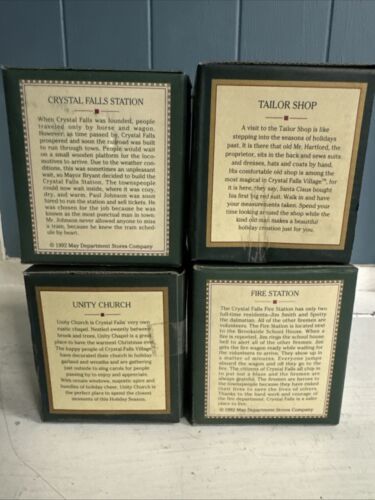 CRYSTAL FALLS STATION
When Crystal Falls was founded, people
traveled only by horse and wagon.
However, as time passed by, Crystal Falls
prospered and soon the railroad was built
to run through town. People would wait
on a small wooden platform for the loco-
motives to arrive. Due to the weather con-
ditions, this was sometimes an unpleasant
wait, so Mayor Bryant decided to build the
Crystal Falls Station. The townspeople
could now wait inside, where it was cozy,
dry, and warm. Paul Johnson was moni-
tored to run the station and sell tickets. He
was chosen for the job because he was
known as the most punctual man in town.
Mr. Johnson never allowed anyone to miss
a train, because he knew the train sched-
ule by heart.
© 1992 May Department Stores Company
TAILOR SHOP
A visit to the Tailor Shop is like
stepping into the seasons of holidays
past. It is there that old Mr. Hartford, the
proprietor, sits in the back and sews suits
and dresses, hats and coats by hand.
His comfortable old shop is among the
most magical in Crystal Falls Village™, for
it is here, they say, Santa Claus bought
his first big red suit. Walk in and have
your measurements taken. Spend your
time looking around the shop while the
kind old man makes a beautiful
holiday creation just for you.
UNITY CHURCH
Unity Church is Crystal Falls' very own
rustic chapel. Nestled sweetly between the
brook and trees, Unity Chapel is a great
place to have the warmest Christmas ever.
The happy people of Crystal Falls Village™
have decorated their church in holiday
garland and wreaths and are gathering
just outside to sing carols for people
passing by to enjoy and appreciate.
With ornate windows, majestic spire and
bundles of holiday cheer, Unity Church is
the perfect place to spend the closest
moments of this Holiday Season.
FIRE STATION
The Crystal Falls Fire Station has only two
full-time residents—Jim Smith and Spotty
the dalmatian. All of the other firemen are
volunteers. The Fire Station is located next
to the Brookside School House. When a
fire is reported, Jim rings the school house
bell to alert all of the other firemen. Jim
gets the fire wagon ready while waiting for
the volunteers to arrive. They show up in
a matter of minutes. Everyone jumps
aboard the wagon and off they go to the
fire. The citizens of Crystal Falls all chip in
to put out a blaze and the firemen are
always grateful. The firemen are heroes to
the townspeople because they have risked
their lives to save the lives of others.
Thanks to the hard work and courage of
the fire department, Crystal Falls is a safer
place to live.
© 1992 May Department Stores Company